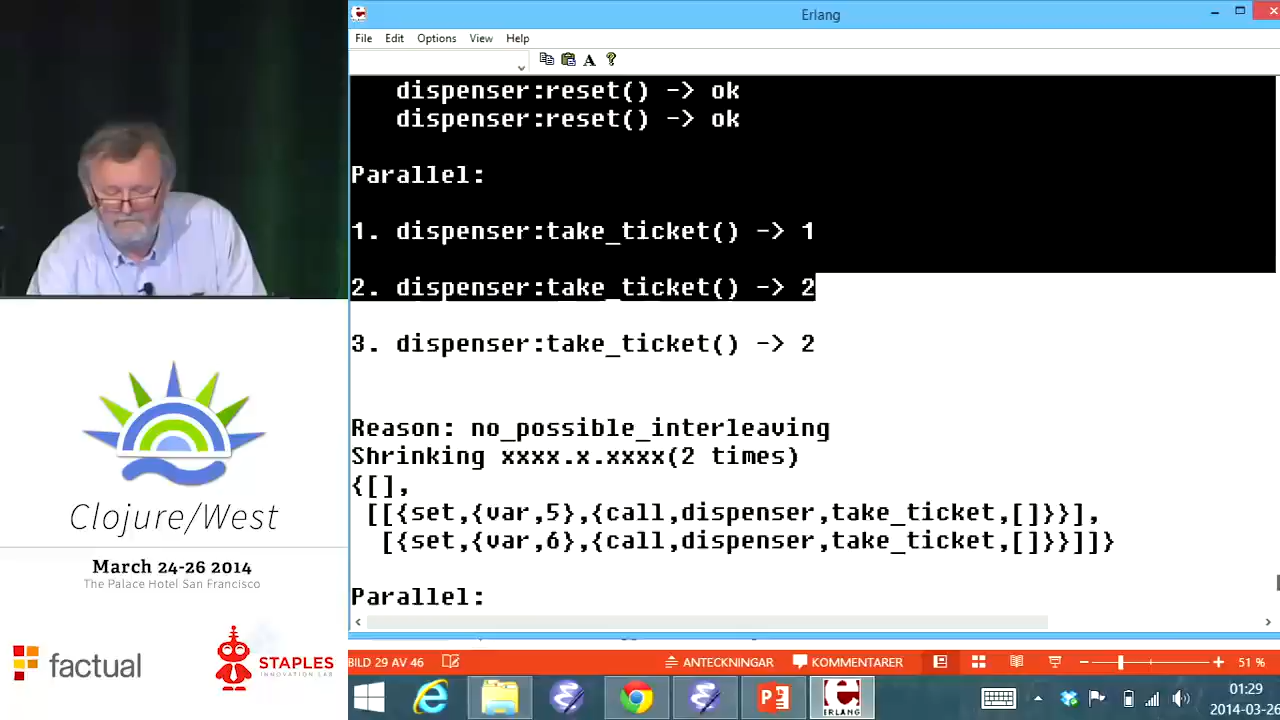 Erlang
File Edit Options View Help
dispenser:reset() -> ok
dispenser:reset() -> ok
Parallel:
1. dispenser:take_ticket() -> 1
2. dispenser:take_ticket() -> 2
3. dispenser:take_ticket() -> 2
Reason: no_possible_interleaving
Shrinking xxxx.x.xxxx(2 times)
{[],
[[{set,{var,5},{call,dispenser,take_ticket,[]}}],
[{set,{var,6},{call,dispenser,take_ticket,[]}}]]}
Parallel:
BILD 29 AV 46 ANTECKNINGAR KOMMENTARER 51 %
ERLANG
01:29
2014-03-26
Clojure/West
March 24-26 2014
The Palace Hotel San Francisco
factual
STAPLES
INNOVATION LAB